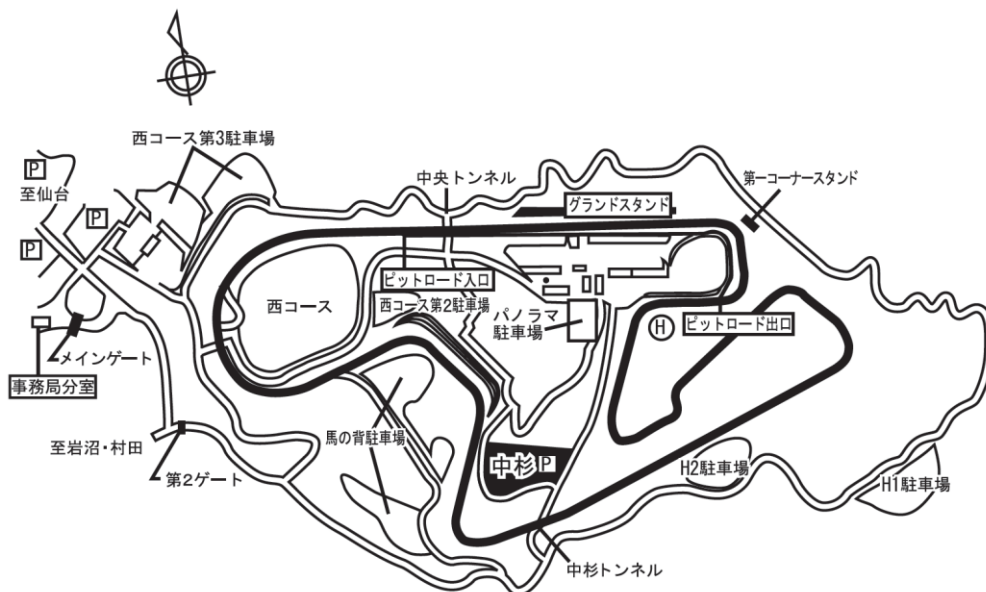 西コース第3駐車場
P
至仙台
P
P
中央トンネル
グランドスタンド
第一コーナースタンド
西コース
ピットロード入口
西コース第2駐車場
パノラマ
駐車場
H
ピットロード出口
メインゲート
事務局分室
至岩沼・村田
第2ゲート
馬の背駐車場
中杉 P
H2駐車場
H1駐車場
中杉トンネル